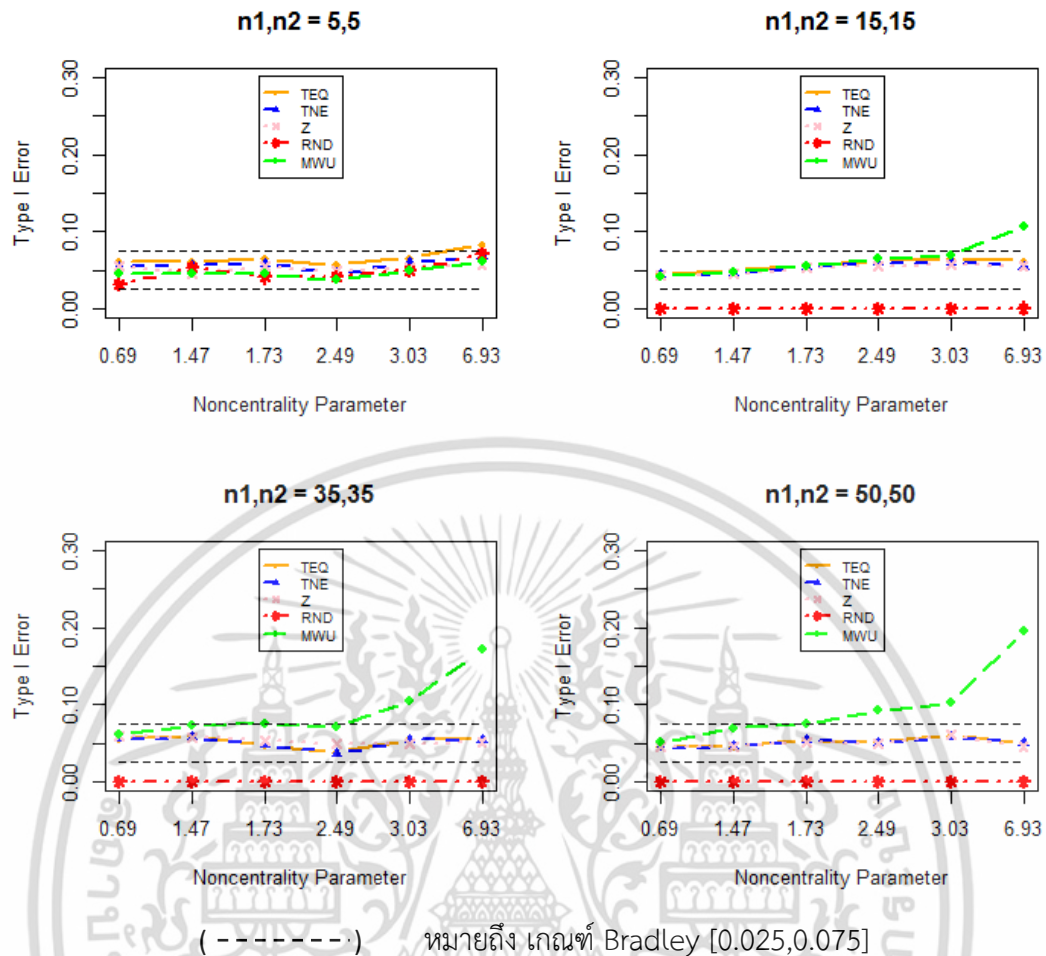 n1,n2 = 5,5
Type I Error
0.00 0.10 0.20 0.30
TEQ
TNE
Z
RND
MWU
0.69 1.47 1.73 2.49 3.03 6.93
Noncentrality Parameter
n1,n2 = 15,15
Type I Error
0.00 0.10 0.20 0.30
TEQ
TNE
Z
RND
MWU
0.69 1.47 1.73 2.49 3.03 6.93
Noncentrality Parameter
n1,n2 = 35,35
Type I Error
0.00 0.10 0.20 0.30
TEQ
TNE
Z
RND
MWU
0.69 1.47 1.73 2.49 3.03 6.93
Noncentrality Parameter
n1,n2 = 50,50
Type I Error
0.00 0.10 0.20 0.30
TEQ
TNE
Z
RND
MWU
0.69 1.47 1.73 2.49 3.03 6.93
Noncentrality Parameter
( - - - - - - - ) หมายถึง เกณฑ์ Bradley [0.025,0.075]